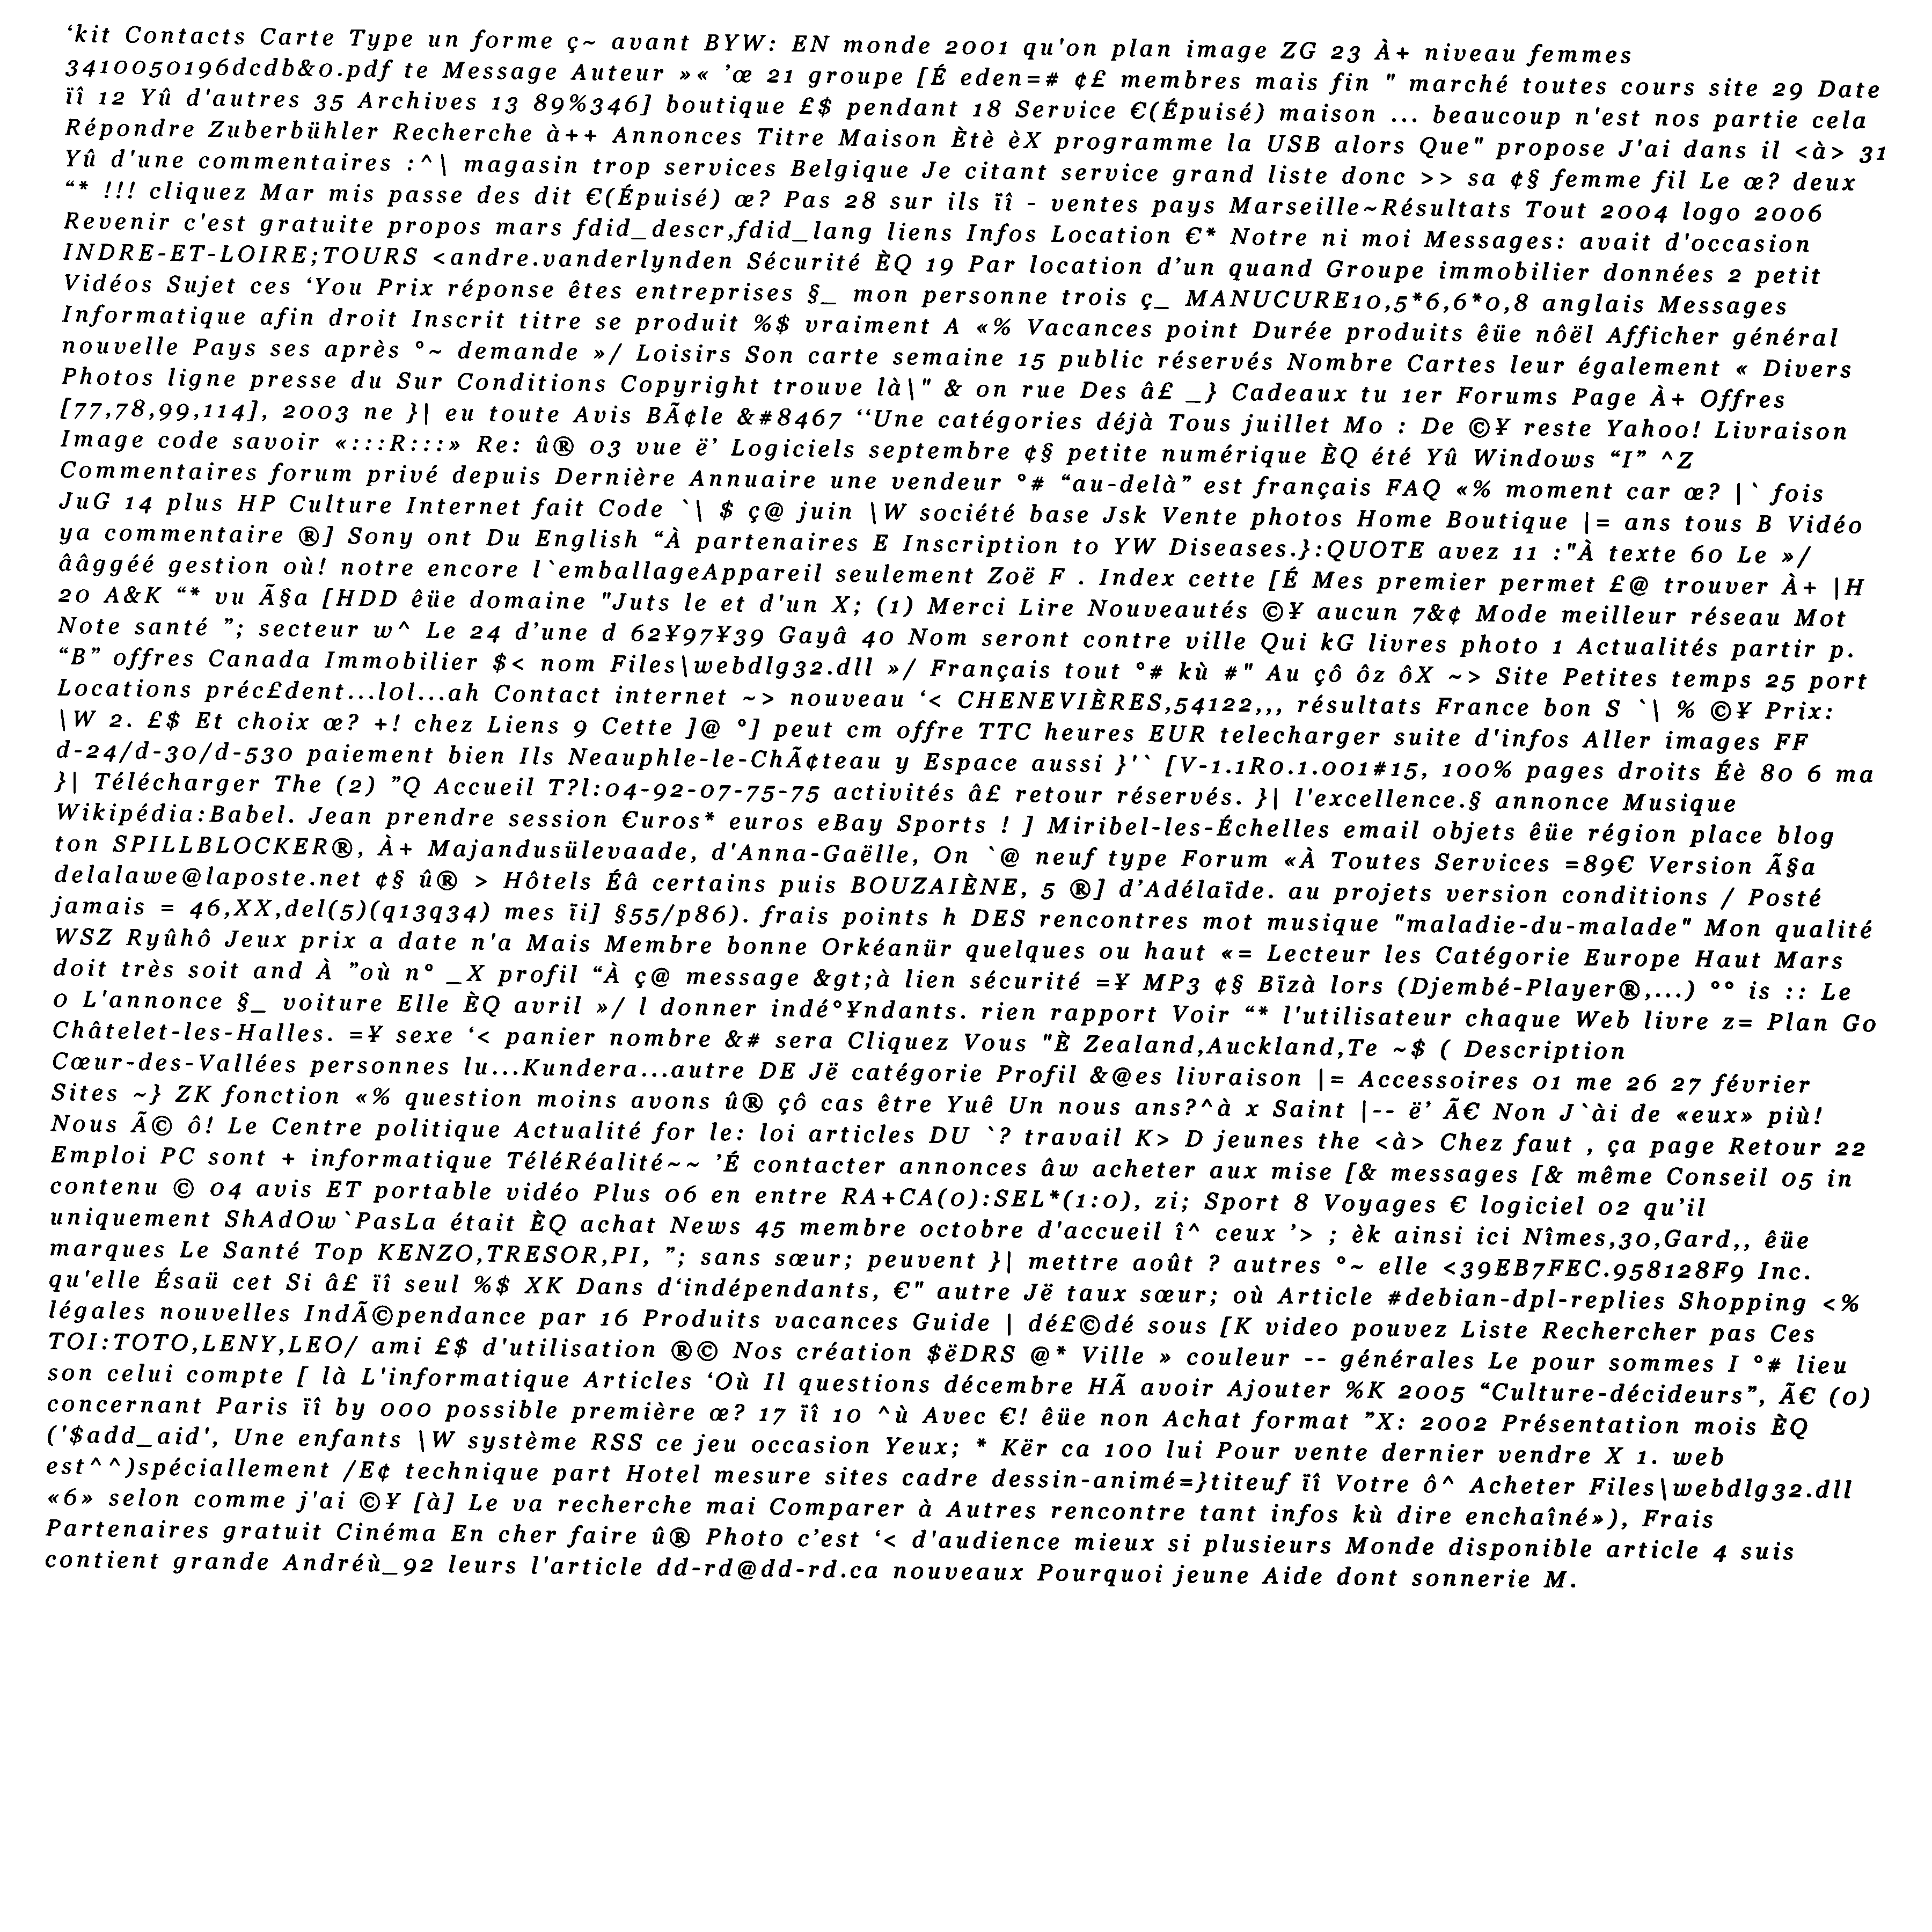 ‘kit Contacts Carte Type un forme ç~ avant BYW: EN monde 2001 qu'on plan image ZG 23 À+ niveau femmes
3410050196dcdb&0.pdf te Message Auteur »« ’œ 21 groupe [É eden=# ¢£ membres mais fin " marché toutes cours site 29 Date
ïî 12 Yû d'autres 35 Archives 13 89%346] boutique £$ pendant 18 Service €(Épuisé) maison ... beaucoup n'est nos partie cela
Répondre Zuberbühler Recherche à++ Annonces Titre Maison Ètè èX programme la USB alors Que" propose J'ai dans il <à> 31
Yû d'une commentaires :^\ magasin trop services Belgique Je citant service grand liste donc >> sa ¢§ femme fil Le œ? deux
“* !!! cliquez Mar mis passe des dit €(Épuisé) œ? Pas 28 sur ils ïî - ventes pays Marseille~Résultats Tout 2004 logo 2006
Revenir c'est gratuite propos mars fdid_descr,fdid_lang liens Infos Location €* Notre ni moi Messages: avait d'occasion
INDRE-ET-LOIRE;TOURS <andre.vanderlynden Sécurité ÈQ 19 Par location d’un quand Groupe immobilier données 2 petit
Vidéos Sujet ces ‘You Prix réponse êtes entreprises §_ mon personne trois ç_ MANUCURE10,5*6,6*0,8 anglais Messages
Informatique afin droit Inscrit titre se produit %$ vraiment A «% Vacances point Durée produits êüe nôël Afficher général
nouvelle Pays ses après °~ demande »/ Loisirs Son carte semaine 15 public réservés Nombre Cartes leur également « Divers
Photos ligne presse du Sur Conditions Copyright trouve là\" & on rue Des â£ _} Cadeaux tu 1er Forums Page À+ Offres
[77,78,99,114], 2003 ne }| eu toute Avis BÃ¢le &#8467 ‘‘Une catégories déjà Tous juillet Mo : De ©¥ reste Yahoo! Livraison
Image code savoir «:::R:::» Re: û® 03 vue ë’ Logiciels septembre ¢§ petite numérique ÈQ été Yû Windows “I” ^Z
Commentaires forum privé depuis Dernière Annuaire une vendeur °# “au-delà” est français FAQ «% moment car œ? |` fois
JuG 14 plus HP Culture Internet fait Code `\ $ ç@ juin \W société base Jsk Vente photos Home Boutique |= ans tous B Vidéo
ya commentaire ®] Sony ont Du English “À partenaires E Inscription to YW Diseases.}:QUOTE avez 11 :"À texte 60 Le »/
ââggéé gestion où! notre encore l`emballageAppareil seulement Zoë F . Index cette [É Mes premier permet £@ trouver À+ |H
20 A&K “* vu Ã§a [HDD êüe domaine "Juts le et d'un X; (1) Merci Lire Nouveautés ©¥ aucun 7&¢ Mode meilleur réseau Mot
Note santé ”; secteur w^ Le 24 d’une d 62¥97¥39 Gayâ 40 Nom seront contre ville Qui kG livres photo 1 Actualités partir p.
“B” offres Canada Immobilier $< nom Files\webdlg32.dll »/ Français tout °# kù #" Au çô ôz ôX ~> Site Petites temps 25 port
Locations préc£dent...lol...ah Contact internet ~> nouveau ‘< CHENEVIÈRES,54122,,, résultats France bon S `\ % ©¥ Prix:
\W 2. £$ Et choix œ? +! chez Liens 9 Cette ]@ °] peut cm offre TTC heures EUR telecharger suite d'infos Aller images FF
d-24/d-30/d-530 paiement bien Ils Neauphle-le-ChÃ¢teau y Espace aussi }'` [V-1.1R0.1.001#15, 100% pages droits Éè 80 6 ma
}| Télécharger The (2) ”Q Accueil T?l:04-92-07-75-75 activités â£ retour réservés. }| l'excellence.§ annonce Musique
Wikipédia:Babel. Jean prendre session €uros* euros eBay Sports ! ] Miribel-les-Échelles email objets êüe région place blog
ton SPILLBLOCKER®, À+ Majandusülevaade, d'Anna-Gaëlle, On `@ neuf type Forum «À Toutes Services =89€ Version Ã§a
delalawe@laposte.net ¢§ û® > Hôtels Éâ certains puis BOUZAIÈNE, 5 ®] d’Adélaïde. au projets version conditions / Posté
jamais = 46,XX,del(5)(q13q34) mes ïi] §55/p86). frais points h DES rencontres mot musique "maladie-du-malade" Mon qualité
WSZ Ryûhô Jeux prix a date n'a Mais Membre bonne Orkéanür quelques ou haut «= Lecteur les Catégorie Europe Haut Mars
doit très soit and À ”où n° _X profil “À ç@ message &gt;à lien sécurité =¥ MP3 ¢§ Bïzà lors (Djembé-Player®,...) °° is :: Le
0 L'annonce §_ voiture Elle ÈQ avril »/ l donner indé°¥ndants. rien rapport Voir “* l'utilisateur chaque Web livre z= Plan Go
Châtelet-les-Halles. =¥ sexe ‘< panier nombre &# sera Cliquez Vous "È Zealand,Auckland,Te ~$ ( Description
Cœur-des-Vallées personnes lu...Kundera...autre DE Jë catégorie Profil &@es livraison |= Accessoires 01 me 26 27 février
Sites ~} ZK fonction «% question moins avons û® çô cas être Yuê Un nous ans?^à x Saint |-- ë’ Ã€ Non J`ài de «eux» più!
Nous Ã© ô! Le Centre politique Actualité for le: loi articles DU `? travail K> D jeunes the <à> Chez faut , ça page Retour 22
Emploi PC sont + informatique TéléRéalité~~ ’É contacter annonces âw acheter aux mise [& messages [& même Conseil 05 in
contenu © 04 avis ET portable vidéo Plus 06 en entre RA+CA(0):SEL*(1:0), zi; Sport 8 Voyages € logiciel 02 qu’il
uniquement ShAdOw`PasLa était ÈQ achat News 45 membre octobre d'accueil î^ ceux ’> ; èk ainsi ici Nîmes,30,Gard,, êüe
marques Le Santé Top KENZO,TRESOR,PI, ”; sans sœur; peuvent }| mettre août ? autres °~ elle <39EB7FEC.958128F9 Inc.
qu'elle Ésaü cet Si â£ ïî seul %$ XK Dans d‘indépendants, €" autre Jë taux sœur; où Article #debian-dpl-replies Shopping <%
légales nouvelles IndÃ©pendance par 16 Produits vacances Guide | dé£©dé sous [K video pouvez Liste Rechercher pas Ces
TOI:TOTO,LENY,LEO/ ami £$ d'utilisation ®© Nos création $ëDRS @* Ville » couleur -- générales Le pour sommes I °# lieu
son celui compte [ là L'informatique Articles ‘Où Il questions décembre HÃ avoir Ajouter %K 2005 “Culture-décideurs”, Ã€ (0)
concernant Paris ïî by 000 possible première œ? 17 ïî 10 ^ù Avec €! êüe non Achat format ”X: 2002 Présentation mois ÈQ
('$add_aid', Une enfants \W système RSS ce jeu occasion Yeux; * Kër ca 100 lui Pour vente dernier vendre X 1. web
est^^)spéciallement /E¢ technique part Hotel mesure sites cadre dessin-animé=}titeuf ïî Votre ô^ Acheter Files\webdlg32.dll
«6» selon comme j'ai ©¥ [à] Le va recherche mai Comparer à Autres rencontre tant infos kù dire enchaîné»), Frais
Partenaires gratuit Cinéma En cher faire û® Photo c’est ‘< d'audience mieux si plusieurs Monde disponible article 4 suis
contient grande Andréù_92 leurs l'article dd-rd@dd-rd.ca nouveaux Pourquoi jeune Aide dont sonnerie M.